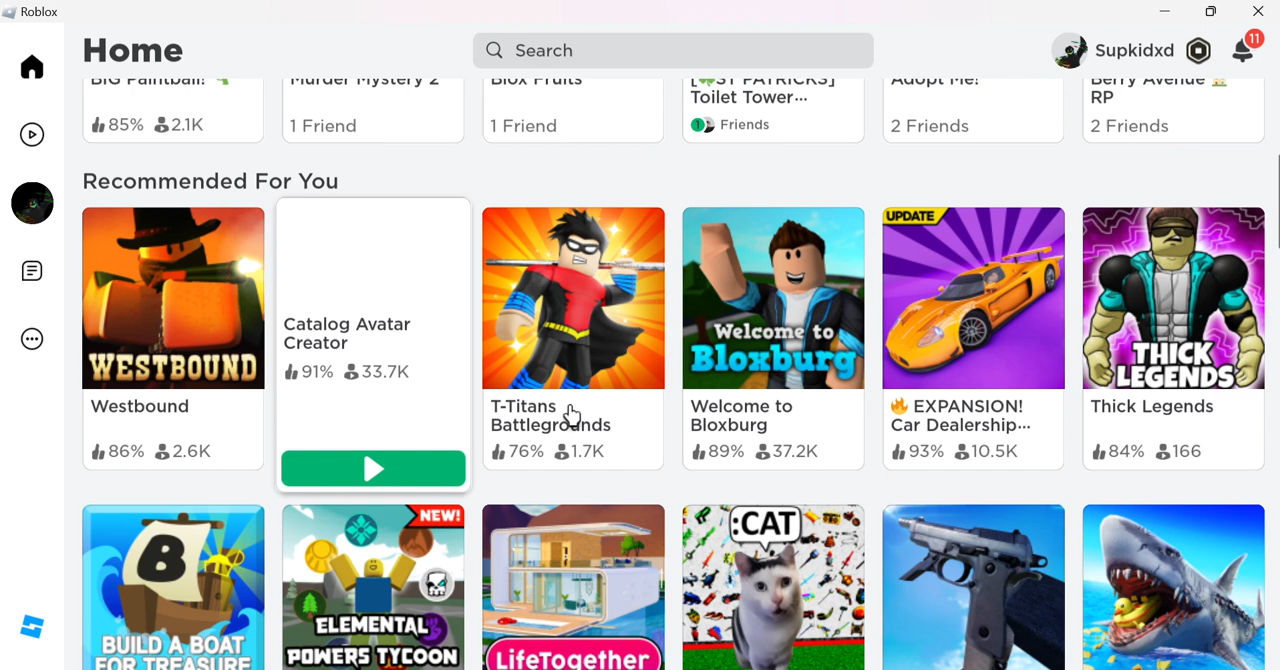 Roblox
Home
Search
Supkidxd
11
BIG Paintball!
Murder Mystery 2
Blox Fruits
[🍀ST PATRICKS]
Toilet Tower...
Adopt Me!
Berry Avenue 🏠
RP
85% 2.1K
1 Friend
1 Friend
1 Friends
2 Friends
2 Friends
Recommended For You
WESTBOUND
Westbound
86% 2.6K
Catalog Avatar
Creator
91% 33.7K
T-Titans
Battlegrounds
76% 1.7K
Welcome to
Bloxburg
Welcome to
Bloxburg
89% 37.2K
UPDATE
🔥 EXPANSION!
Car Dealership...
93% 10.5K
THICK
LEGENDS
Thick Legends
84% 166
B
BUILD A BOAT
FOR TREASURE
NEW!
ELEMENTAL
POWERS TYCOON
LifeTogether
:CAT